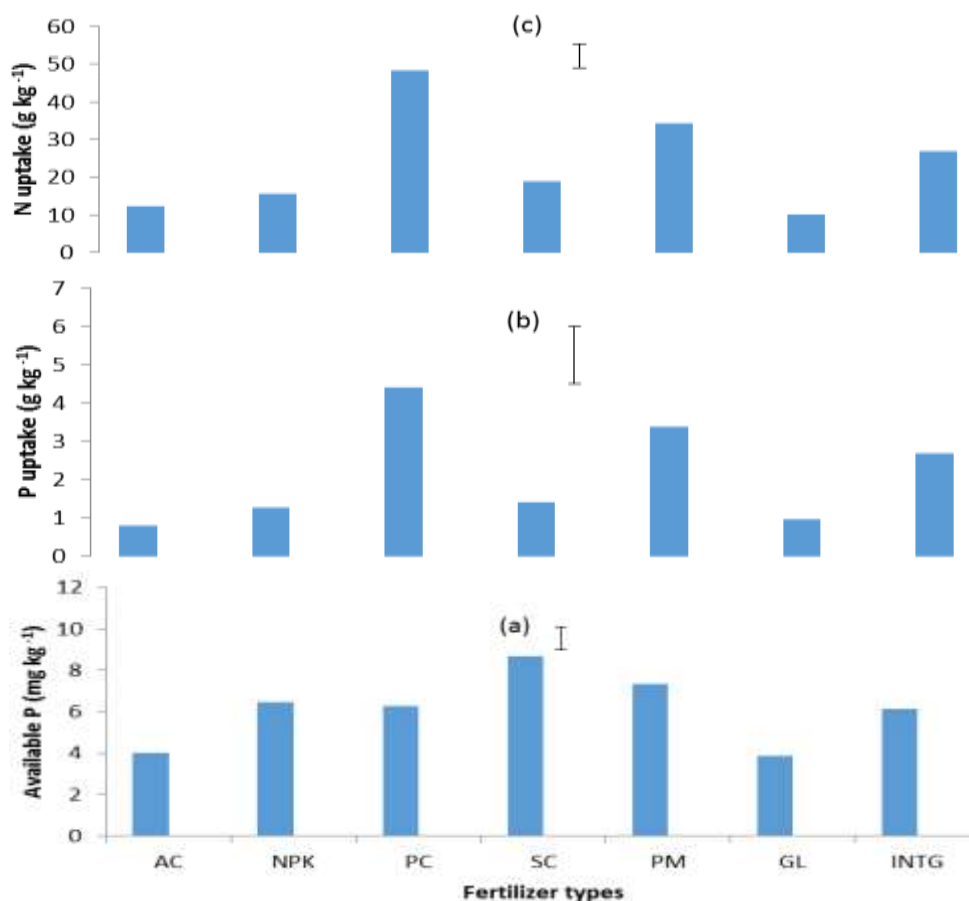 (c)
N uptake (g kg⁻¹)
60
50
40
30
20
10
0
(b)
P uptake (g kg⁻¹)
7
6
5
4
3
2
1
0
(a)
Available P (mg kg⁻¹)
12
10
8
6
4
2
0
AC NPK PC SC PM GL INTG
Fertilizer types